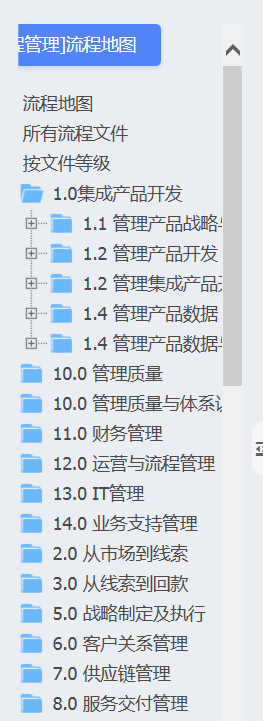 程管理]流程地图
流程地图
所有流程文件
按文件等级
1.0集成产品开发
1.1 管理产品战略
1.2 管理产品开发
1.2 管理集成产品
1.4 管理产品数据
1.4 管理产品数据
10.0 管理质量
10.0 管理质量与体系
11.0 财务管理
12.0 运营与流程管理
13.0 IT管理
14.0 业务支持管理
2.0 从市场到线索
3.0 从线索到回款
5.0 战略制定及执行
6.0 客户关系管理
7.0 供应链管理
8.0 服务交付管理